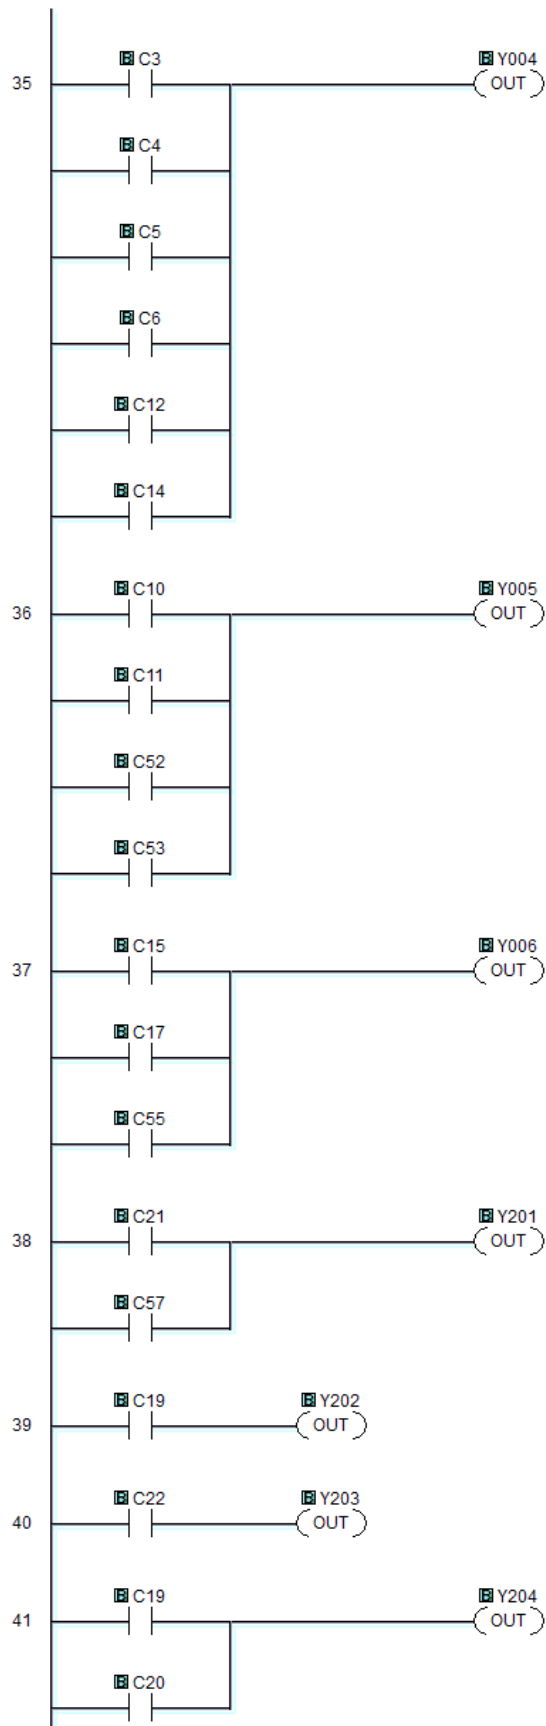 B C3 B Y004
35 OUT
B C4
B C5
B C6
B C12
B C14
B C10 B Y005
36 OUT
B C11
B C52
B C53
B C15 B Y006
37 OUT
B C17
B C55
B C21 B Y201
38 OUT
B C57
B C19 B Y202
39 OUT
B C22 B Y203
40 OUT
B C19 B Y204
41 OUT
B C20